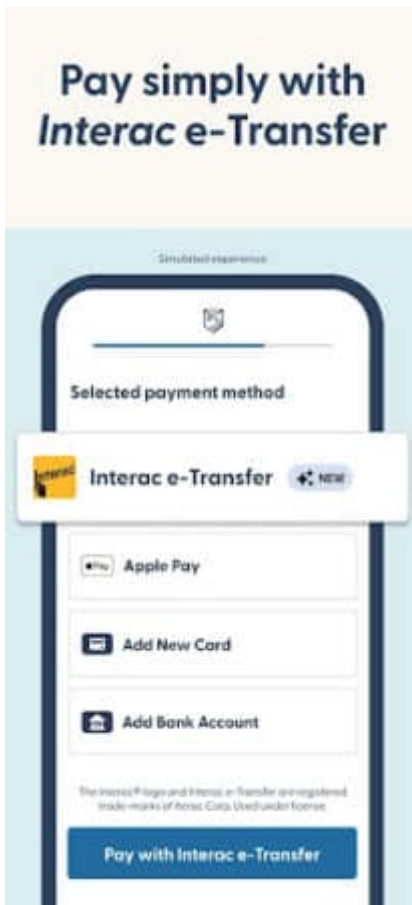 Pay simply with
Interac e-Transfer
Simulated experience
Selected payment method
Interac
Interac e-Transfer NEW
Pay Apple Pay
Add New Card
Add Bank Account
The Interac logo and Interac e-Transfer are registered
trade-marks of Interac Corp. Used under license
Pay with Interac e-Transfer